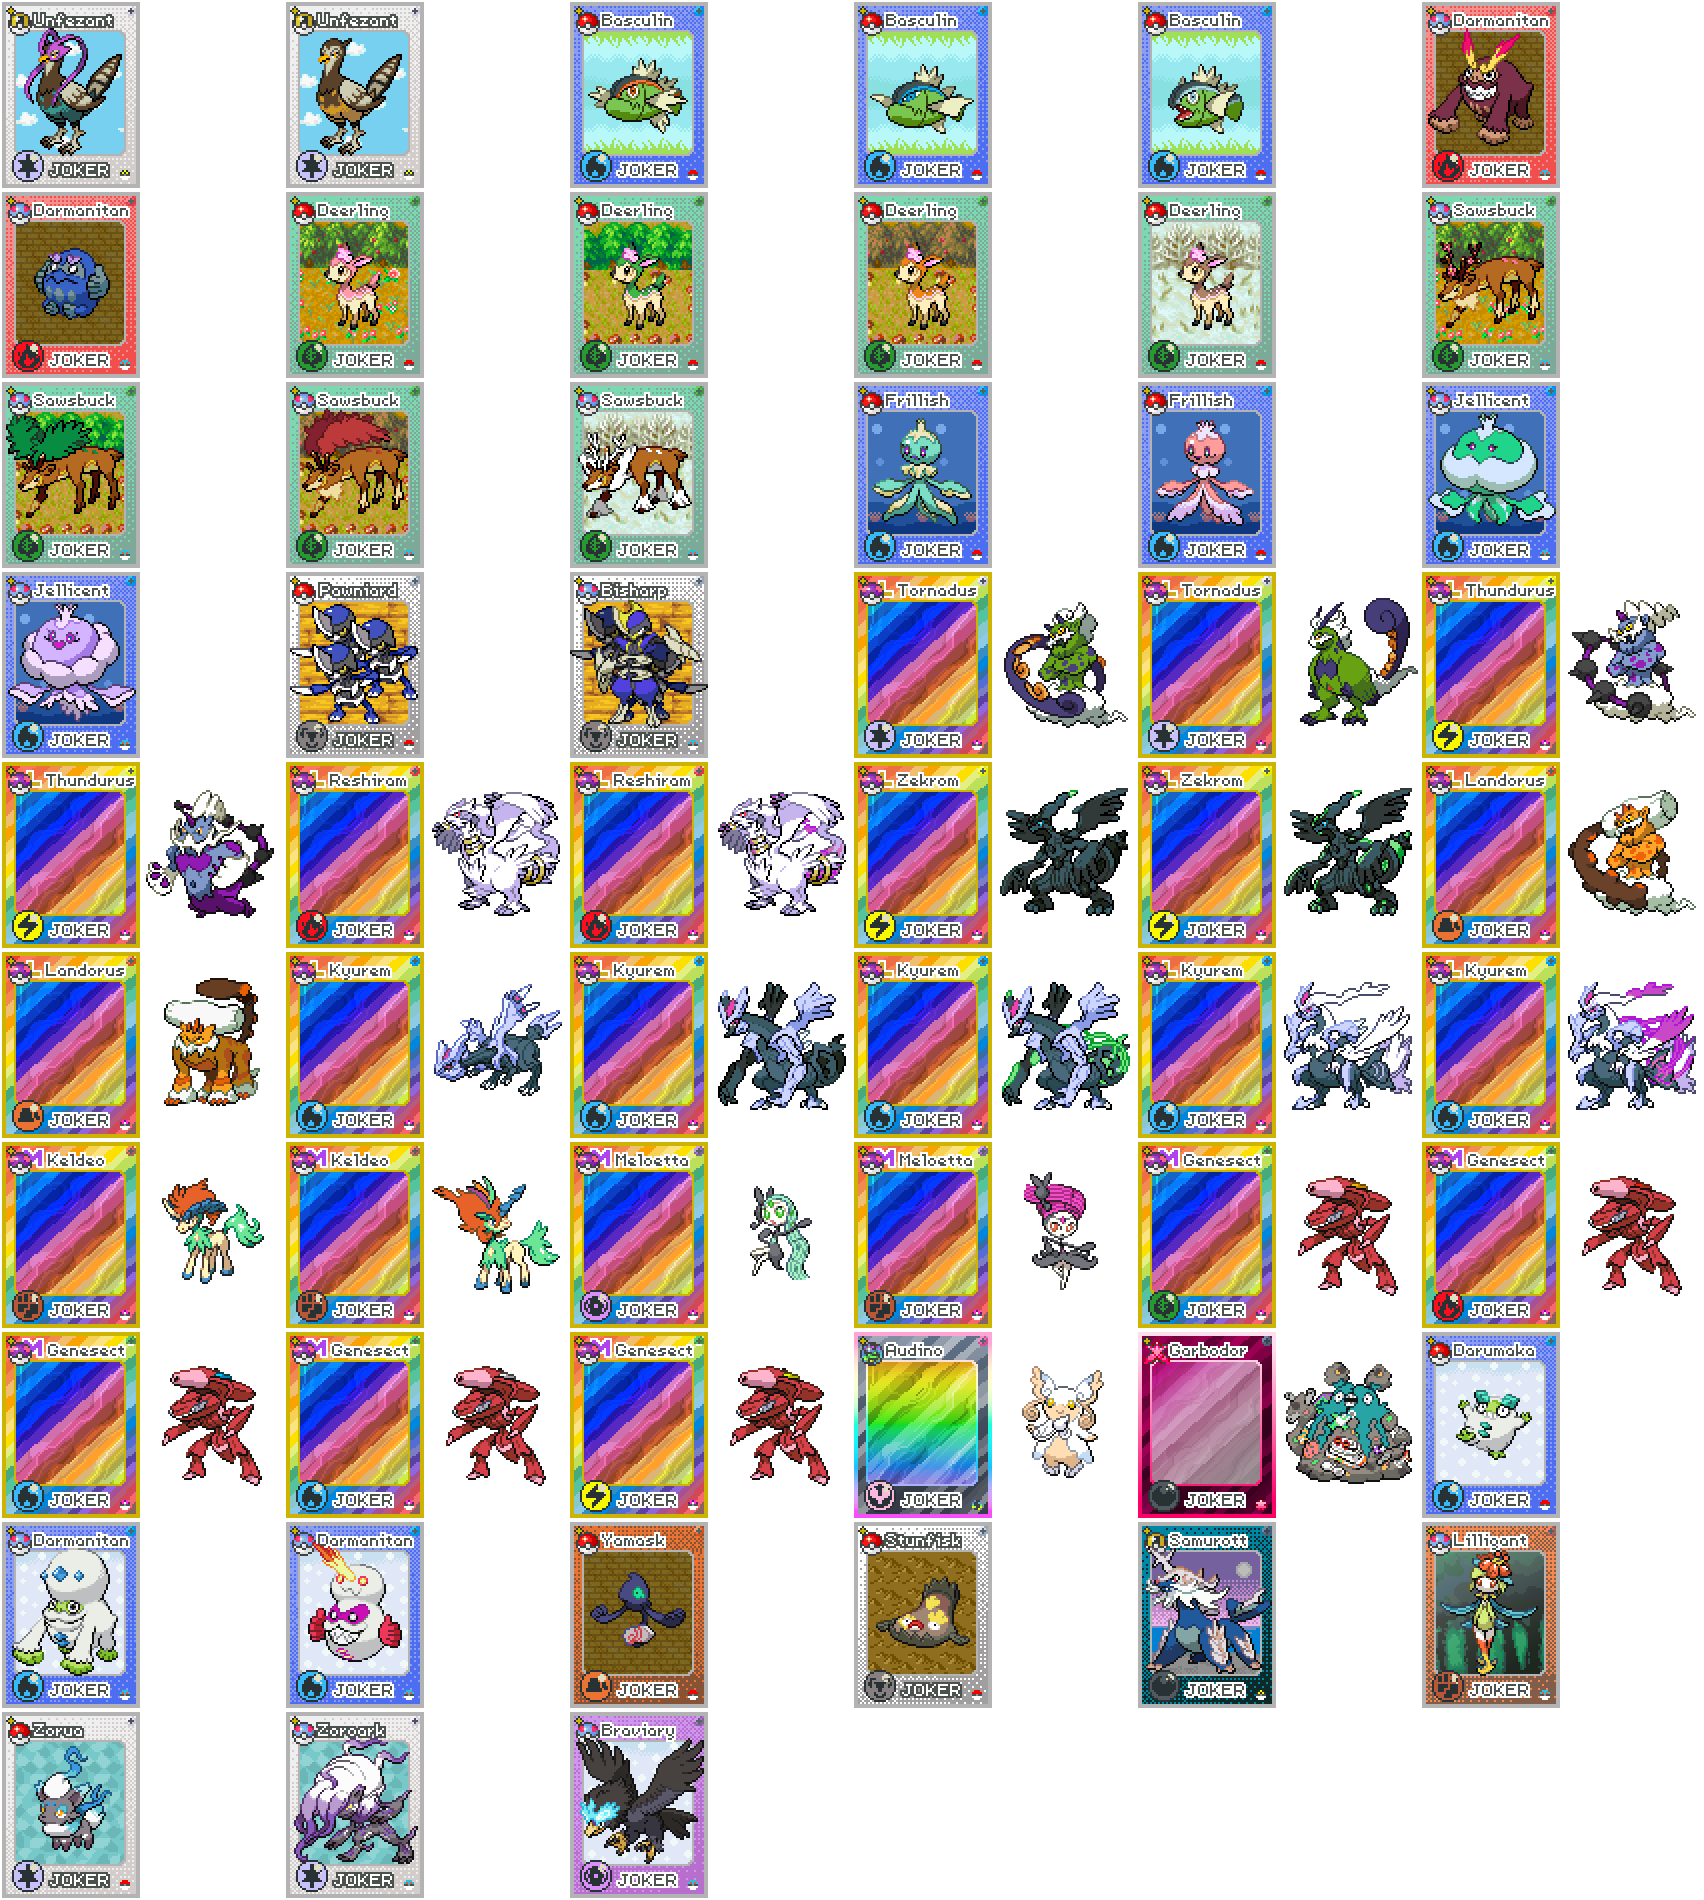 Unfezant Unfezant Basculin Basculin Basculin Darmanitan
JOKER JOKER JOKER JOKER JOKER JOKER
Darmanitan Deerling Deerling Deerling Deerling Sawsbuck
JOKER JOKER JOKER JOKER JOKER JOKER
Sawsbuck Sawsbuck Sawsbuck Frillish Frillish Jellicent
JOKER JOKER JOKER JOKER JOKER JOKER
Jellicent Pawniard Bisharp L Tornadus L Tornadus L Thundurus
JOKER JOKER JOKER JOKER JOKER JOKER
L Thundurus L Reshiram L Reshiram L Zekrom L Zekrom L Landorus
JOKER JOKER JOKER JOKER JOKER JOKER
L Landorus L Kyurem L Kyurem L Kyurem L Kyurem L Kyurem
JOKER JOKER JOKER JOKER JOKER JOKER
M Keldeo M Keldeo M Meloetta M Meloetta M Genesect M Genesect
JOKER JOKER JOKER JOKER JOKER JOKER
M Genesect M Genesect M Genesect Audino Garbodor Darumaka
JOKER JOKER JOKER JOKER JOKER JOKER
Darmanitan Darmanitan Yamask Stunfisk Samurott Lilligant
JOKER JOKER JOKER JOKER JOKER JOKER
Zorua Zoroark Braviary
JOKER JOKER JOKER